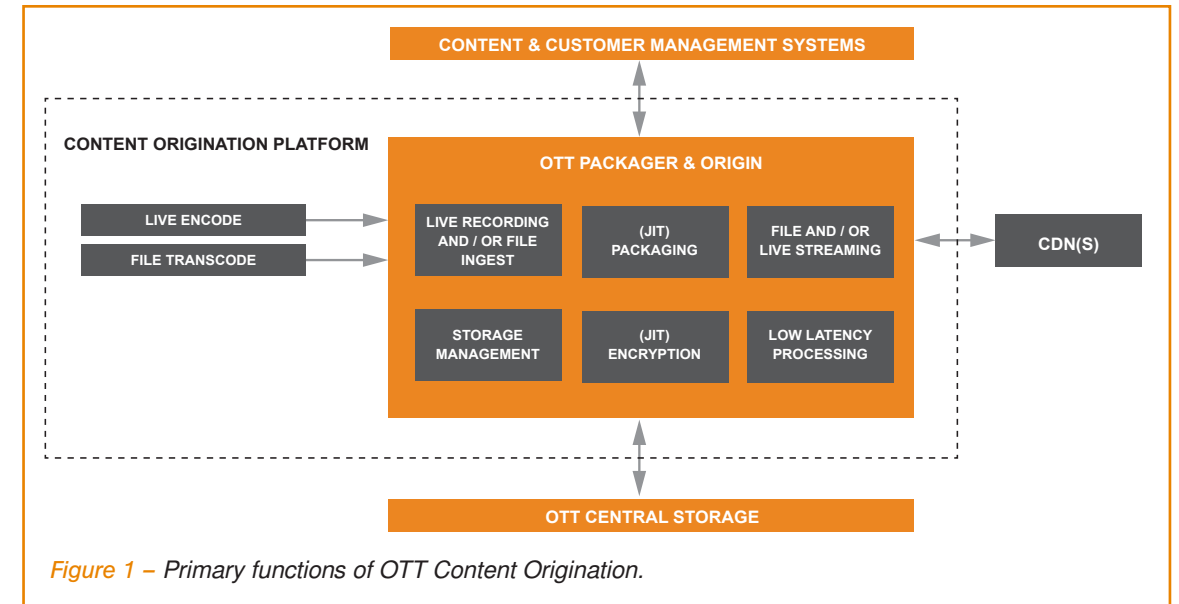 CONTENT & CUSTOMER MANAGEMENT SYSTEMS
CONTENT ORIGINATION PLATFORM
OTT PACKAGER & ORIGIN
LIVE ENCODE
FILE TRANSCODE
LIVE RECORDING
AND / OR FILE
INGEST
(JIT)
PACKAGING
FILE AND / OR
LIVE STREAMING
CDN(S)
STORAGE
MANAGEMENT
(JIT)
ENCRYPTION
LOW LATENCY
PROCESSING
OTT CENTRAL STORAGE
Figure 1 – Primary functions of OTT Content Origination.